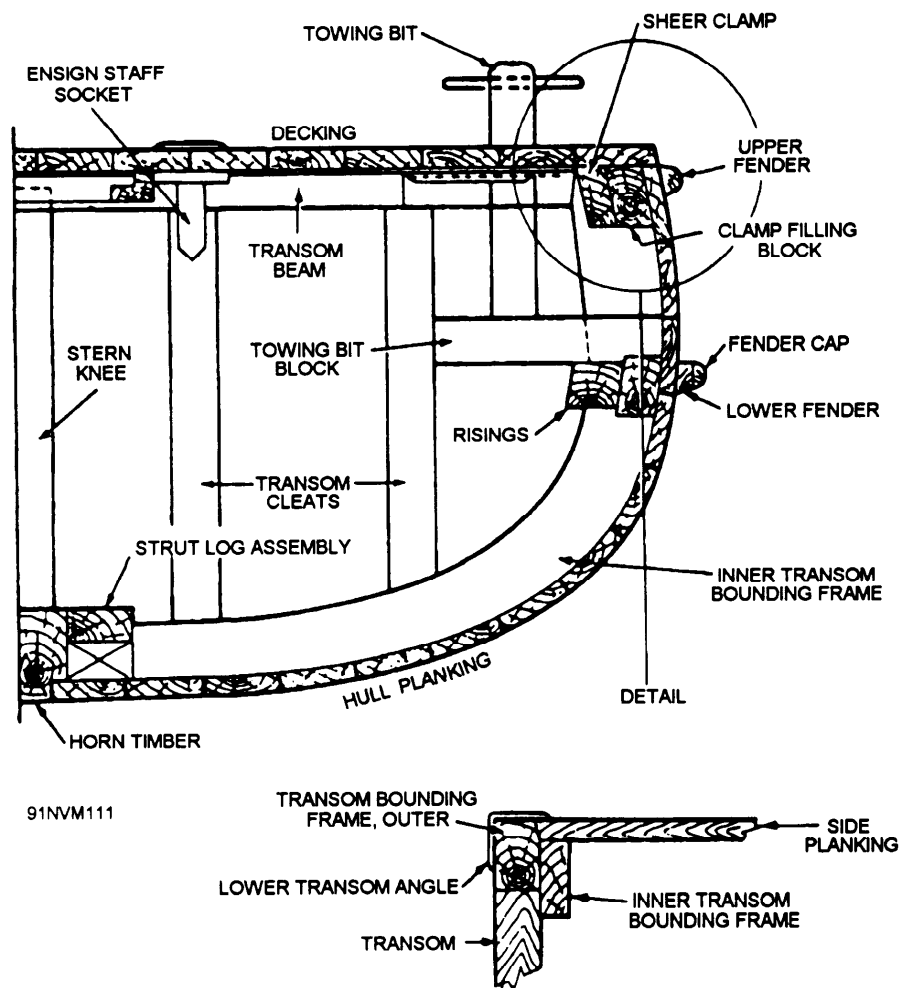 SHEER CLAMP
TOWING BIT
ENSIGN STAFF
SOCKET
DECKING
UPPER
FENDER
TRANSOM
BEAM
CLAMP FILLING
BLOCK
STERN
KNEE
TOWING BIT
BLOCK
FENDER CAP
LOWER FENDER
RISINGS
TRANSOM
CLEATS
STRUT LOG ASSEMBLY
INNER TRANSOM
BOUNDING FRAME
HULL PLANKING
DETAIL
HORN TIMBER
91NVM111
TRANSOM BOUNDING
FRAME, OUTER
SIDE
PLANKING
LOWER TRANSOM ANGLE
INNER TRANSOM
BOUNDING FRAME
TRANSOM